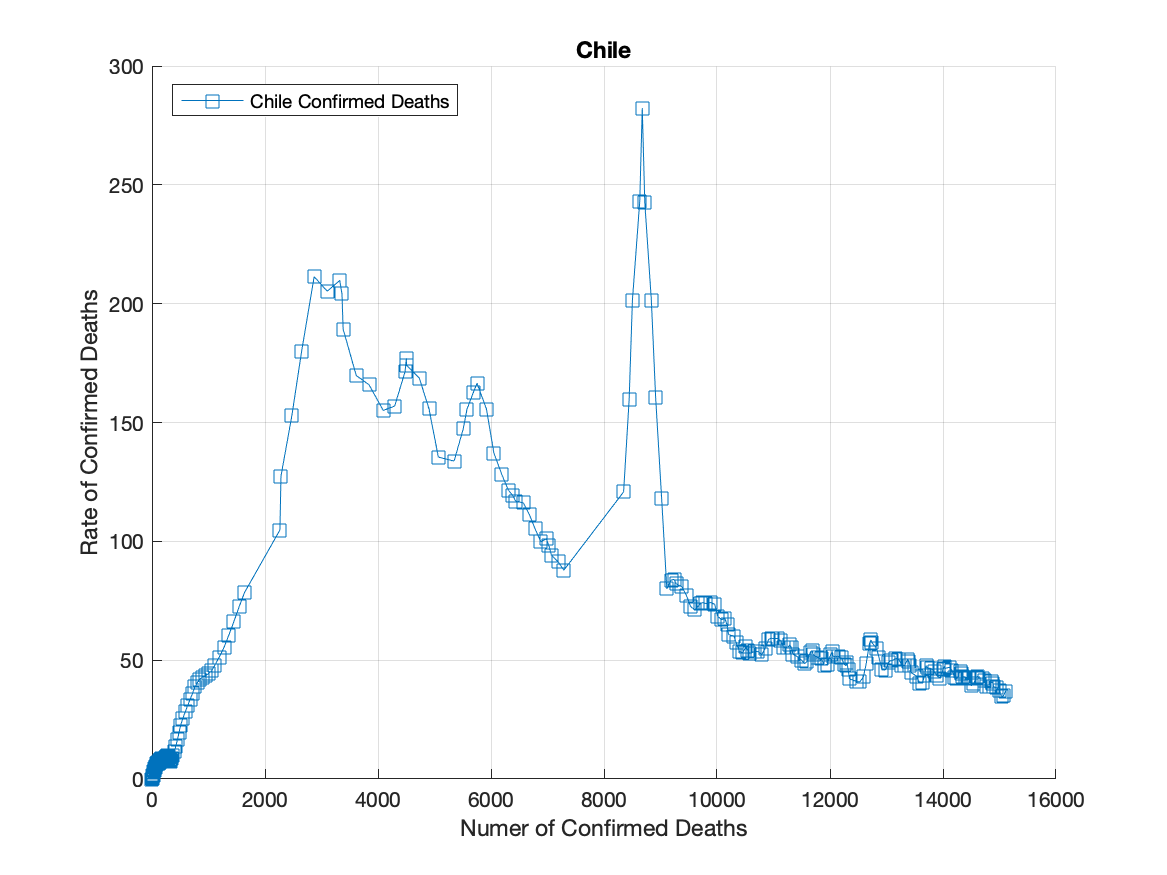 Chile
300
Chile Confirmed Deaths
250
200
150
100
50
0
Rate of Confirmed Deaths
0 2000 4000 6000 8000 10000 12000 14000 16000
Numer of Confirmed Deaths